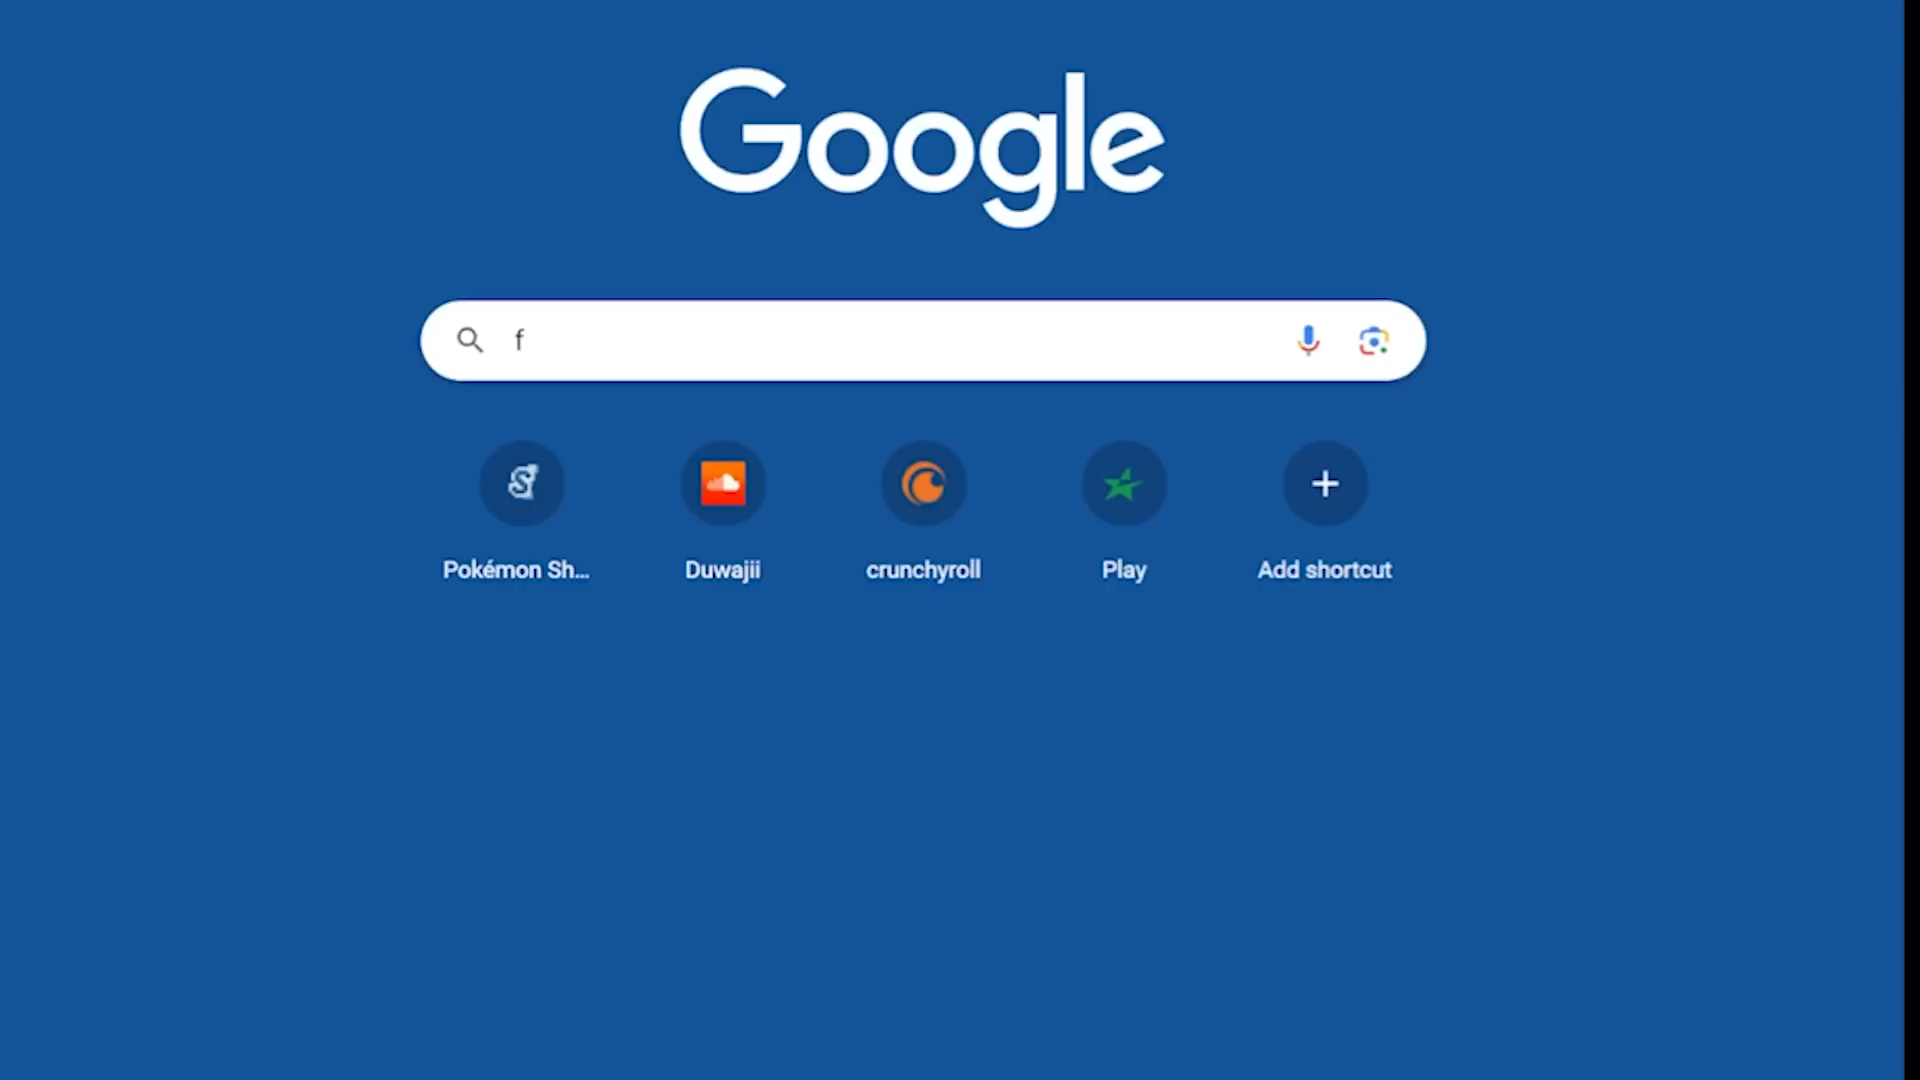 Google
f
Pokémon Sh...
Duwajii
crunchyroll
Play
Add shortcut